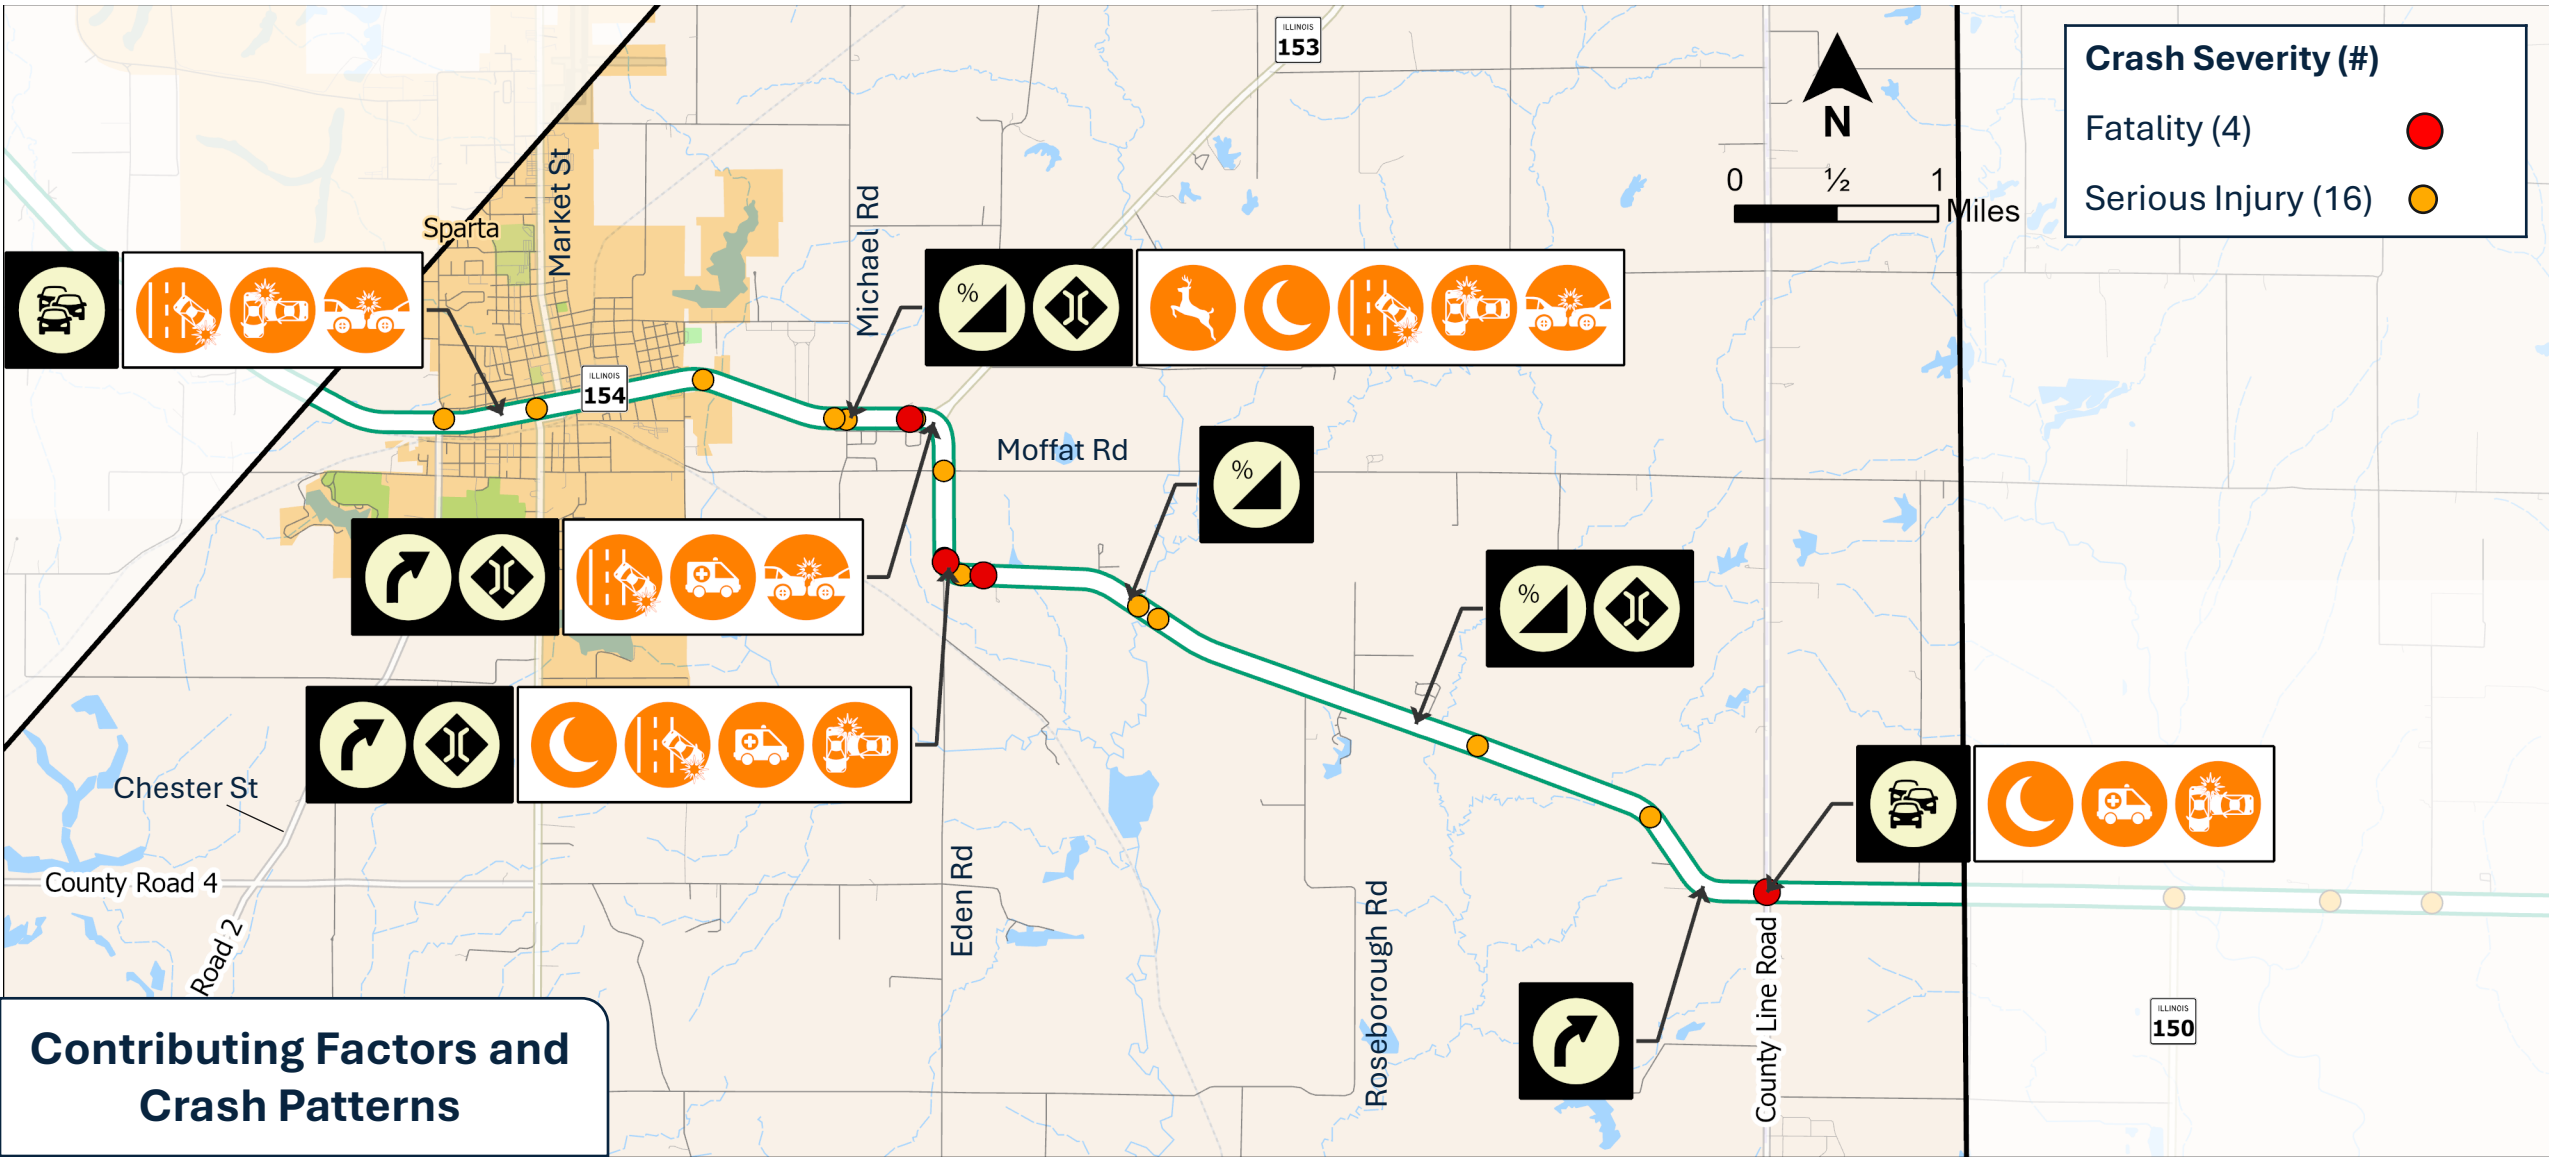 ILLINOIS
153
N
0 ½ 1
Miles
Crash Severity (#)
Fatality (4)
Serious Injury (16)
Sparta
Market St
Michael Rd
%
ILLINOIS
154
Moffat Rd
%
%
Chester St
County Road 4
Road 2
Eden Rd
Roseborough Rd
County Line Road
ILLINOIS
150
Contributing Factors and
Crash Patterns